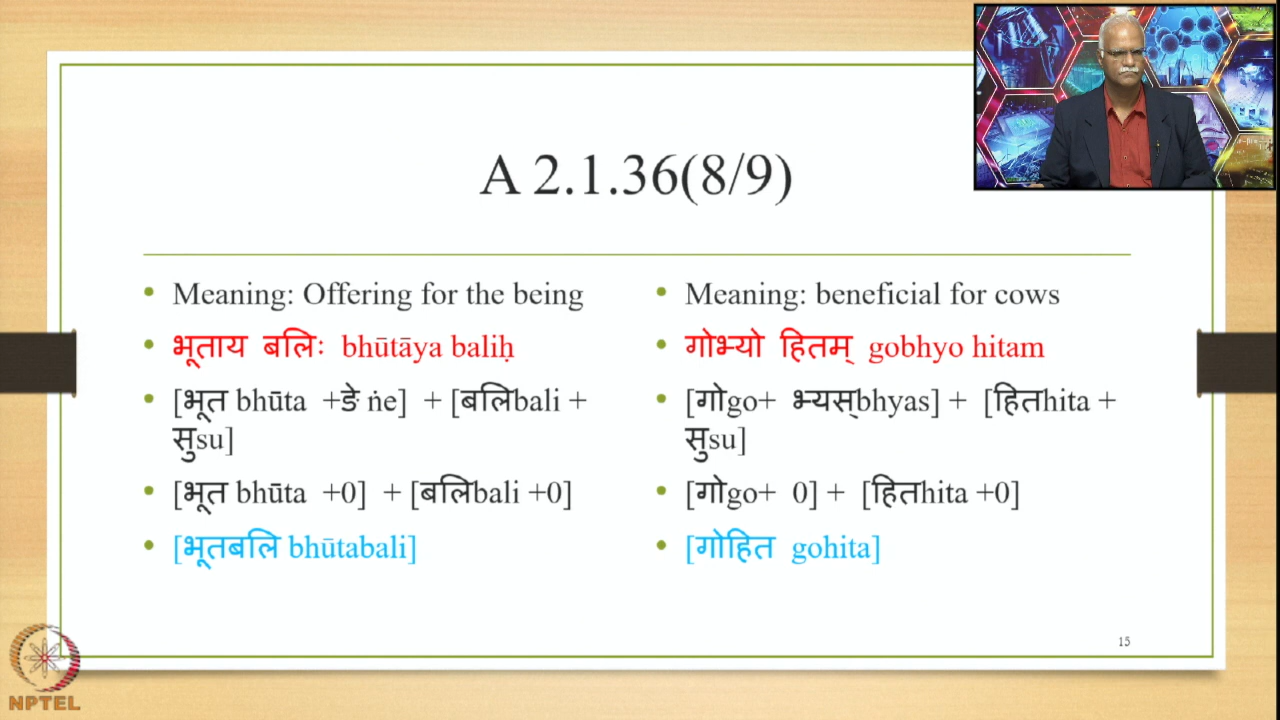 A 2.1.36(8/9)
• Meaning: Offering for the being
• भूताय बलिः bhūtāya baliḥ
• [भूत bhūta +ङे ṅe] + [बलिbali +
सुsu]
• [भूत bhūta +0] + [बलिbali +0]
• [भूतबलि bhūtabali]
• Meaning: beneficial for cows
• गोभ्यो हितम् gobhyo hitam
• [गोgo+ भ्यस्bhyas] + [हितhita +
सुsu]
• [गोgo+ 0] + [हितhita +0]
• [गोहित gohita]
15
NPTEL